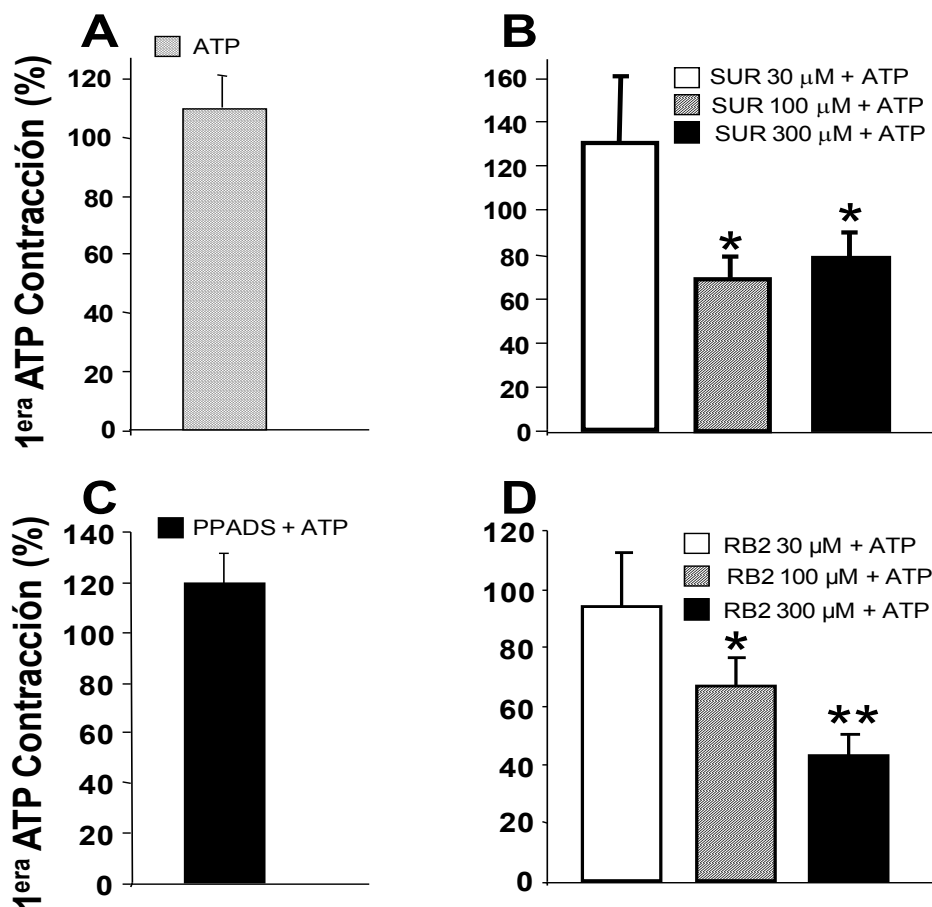 A
ATP
1era ATP Contracción (%)
120
100
80
60
40
20
0
B
SUR 30 μM + ATP
SUR 100 μM + ATP
SUR 300 μM + ATP
160
140
120
100
80
60
40
20
0
*
*
C
PPADS + ATP
1era ATP Contracción (%)
140
120
100
80
60
40
20
0
D
RB2 30 µM + ATP
RB2 100 µM + ATP
RB2 300 µM + ATP
120
100
80
60
40
20
0
*
**